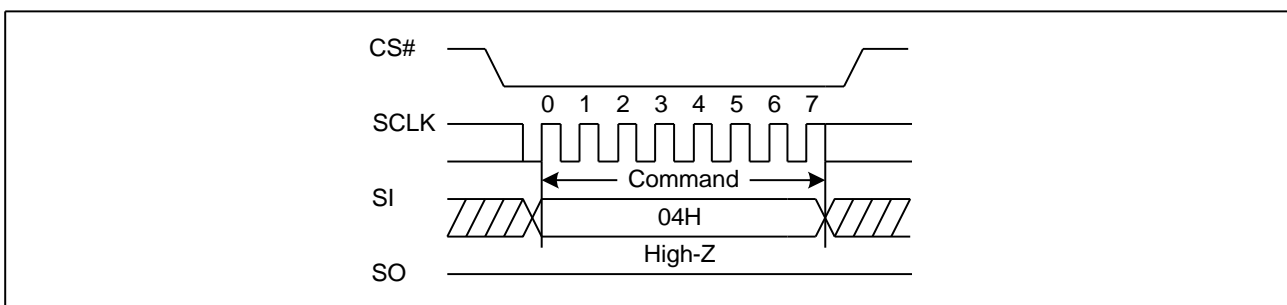 CS#
0 1 2 3 4 5 6 7
SCLK
Command
SI
04H
High-Z
SO